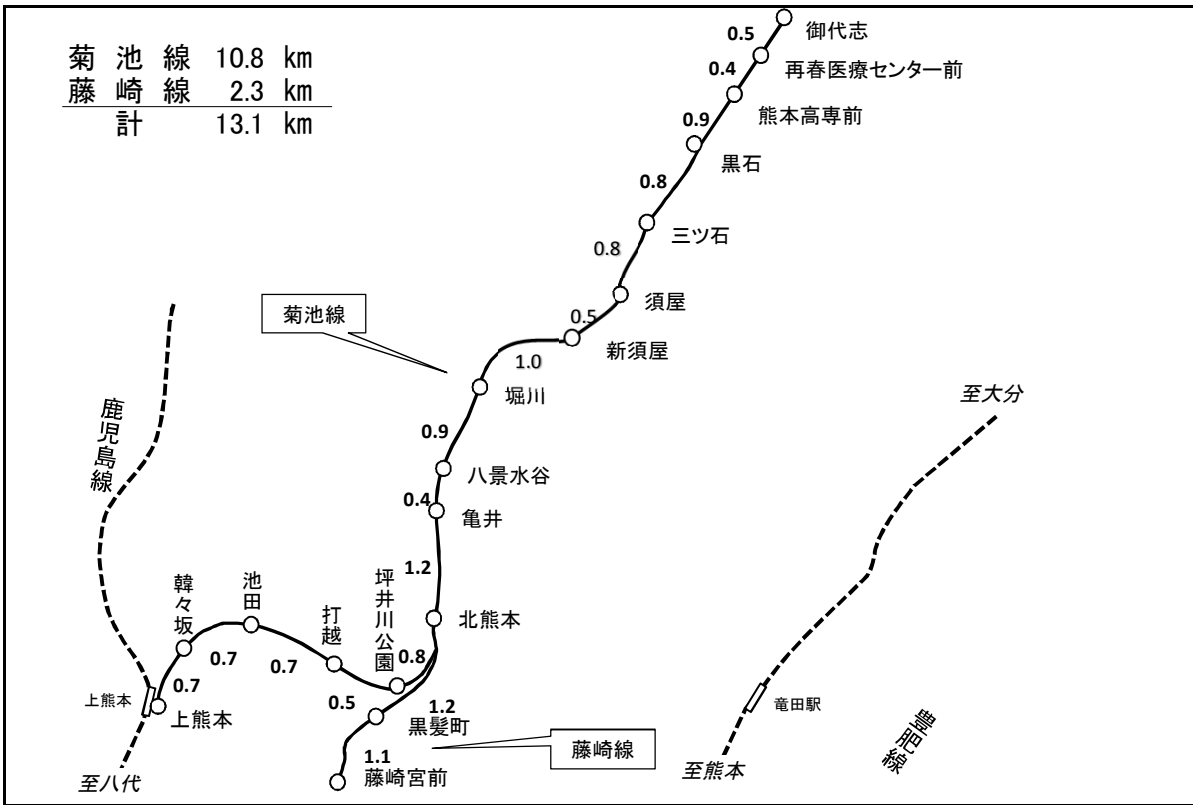 菊池線 10.8 km
藤崎線 2.3 km
計 13.1 km
御代志
0.5
再春医療センター前
0.4
熊本高専前
0.9
黒石
0.8
三ツ石
0.8
須屋
0.5
新須屋
1.0
堀川
菊池線
0.9
八景水谷
0.4
亀井
1.2
北熊本
鹿児島線
韓々坂
池田
打越
坪井川公園
0.8
0.7
0.7
0.7
0.5
上熊本
上熊本
1.2
黒髪町
1.1
藤崎宮前
藤崎線
至八代
至大分
竜田駅
至熊本
豊肥線